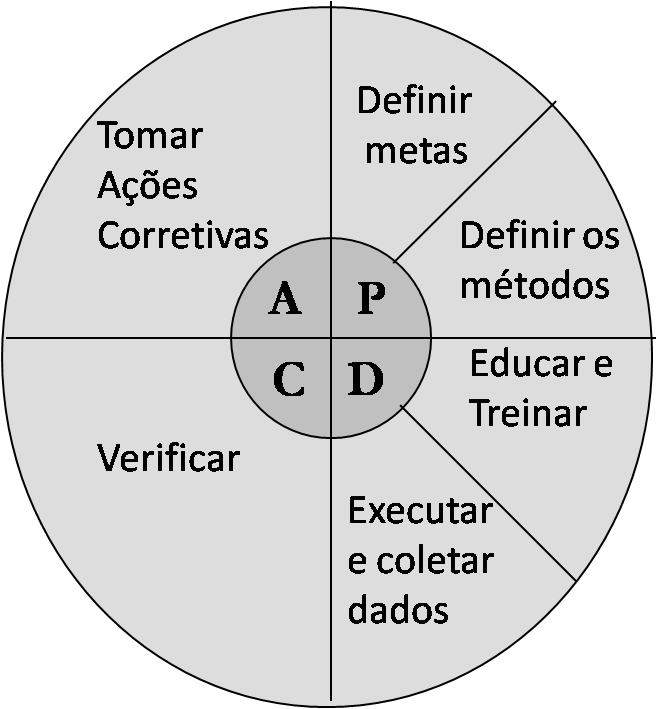 Definir
metas
Definir os
métodos
Educar e
Treinar
Executar
e coletar
dados
Verificar
Tomar
Ações
Corretivas
A P
C D